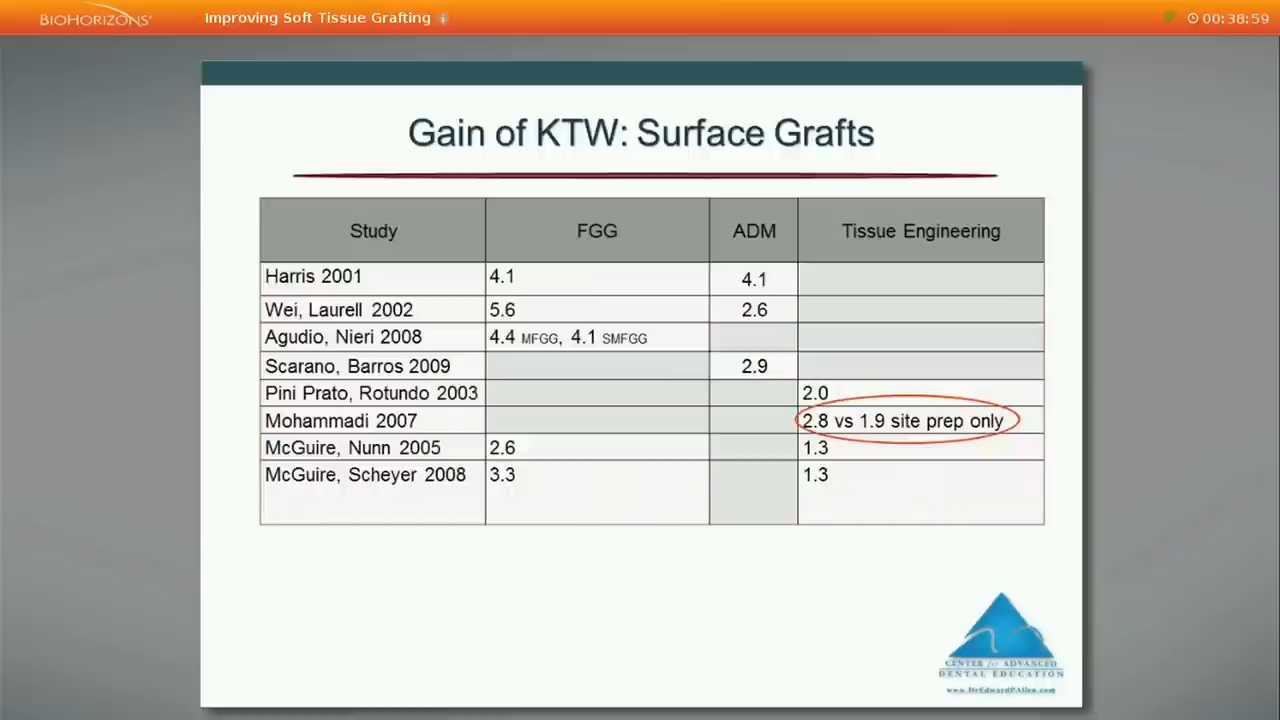 BIOHORIZONS®
Improving Soft Tissue Grafting
00:38:59
Gain of KTW: Surface Grafts
Study FGG ADM Tissue Engineering
Harris 2001 4.1 4.1
Wei, Laurell 2002 5.6 2.6
Agudio, Nieri 2008 4.4 MFGG, 4.1 SMFGG
Scarano, Barros 2009 2.9
Pini Prato, Rotundo 2003 2.0
Mohammadi 2007 2.8 vs 1.9 site prep only
McGuire, Nunn 2005 2.6 1.3
McGuire, Scheyer 2008 3.3 1.3
CENTER for ADVANCED
DENTAL EDUCATION
www.DrEdwardPAllen.com